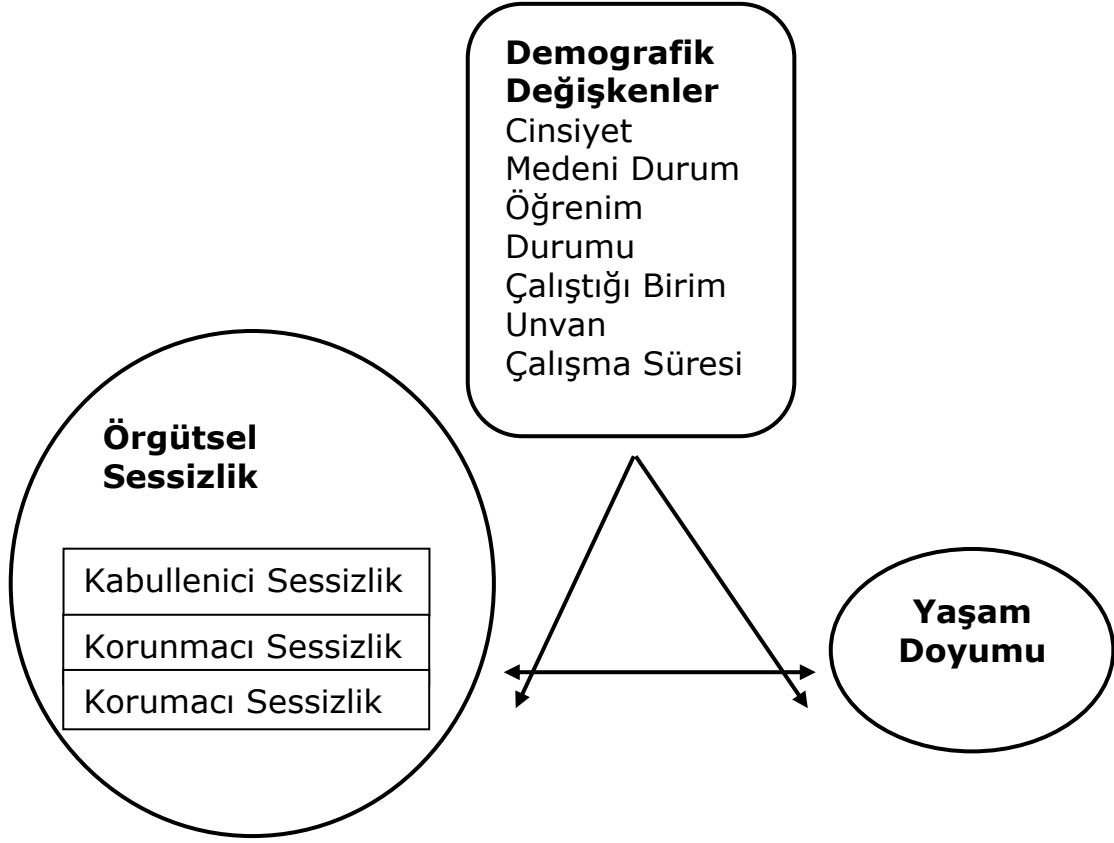 Demografik
Değişkenler
Cinsiyet
Medeni Durum
Öğrenim
Durumu
Çalıştığı Birim
Unvan
Çalışma Süresi
Örgütsel
Sessizlik
Kabullenici Sessizlik
Korunmacı Sessizlik
Korumacı Sessizlik
Yaşam
Doyumu